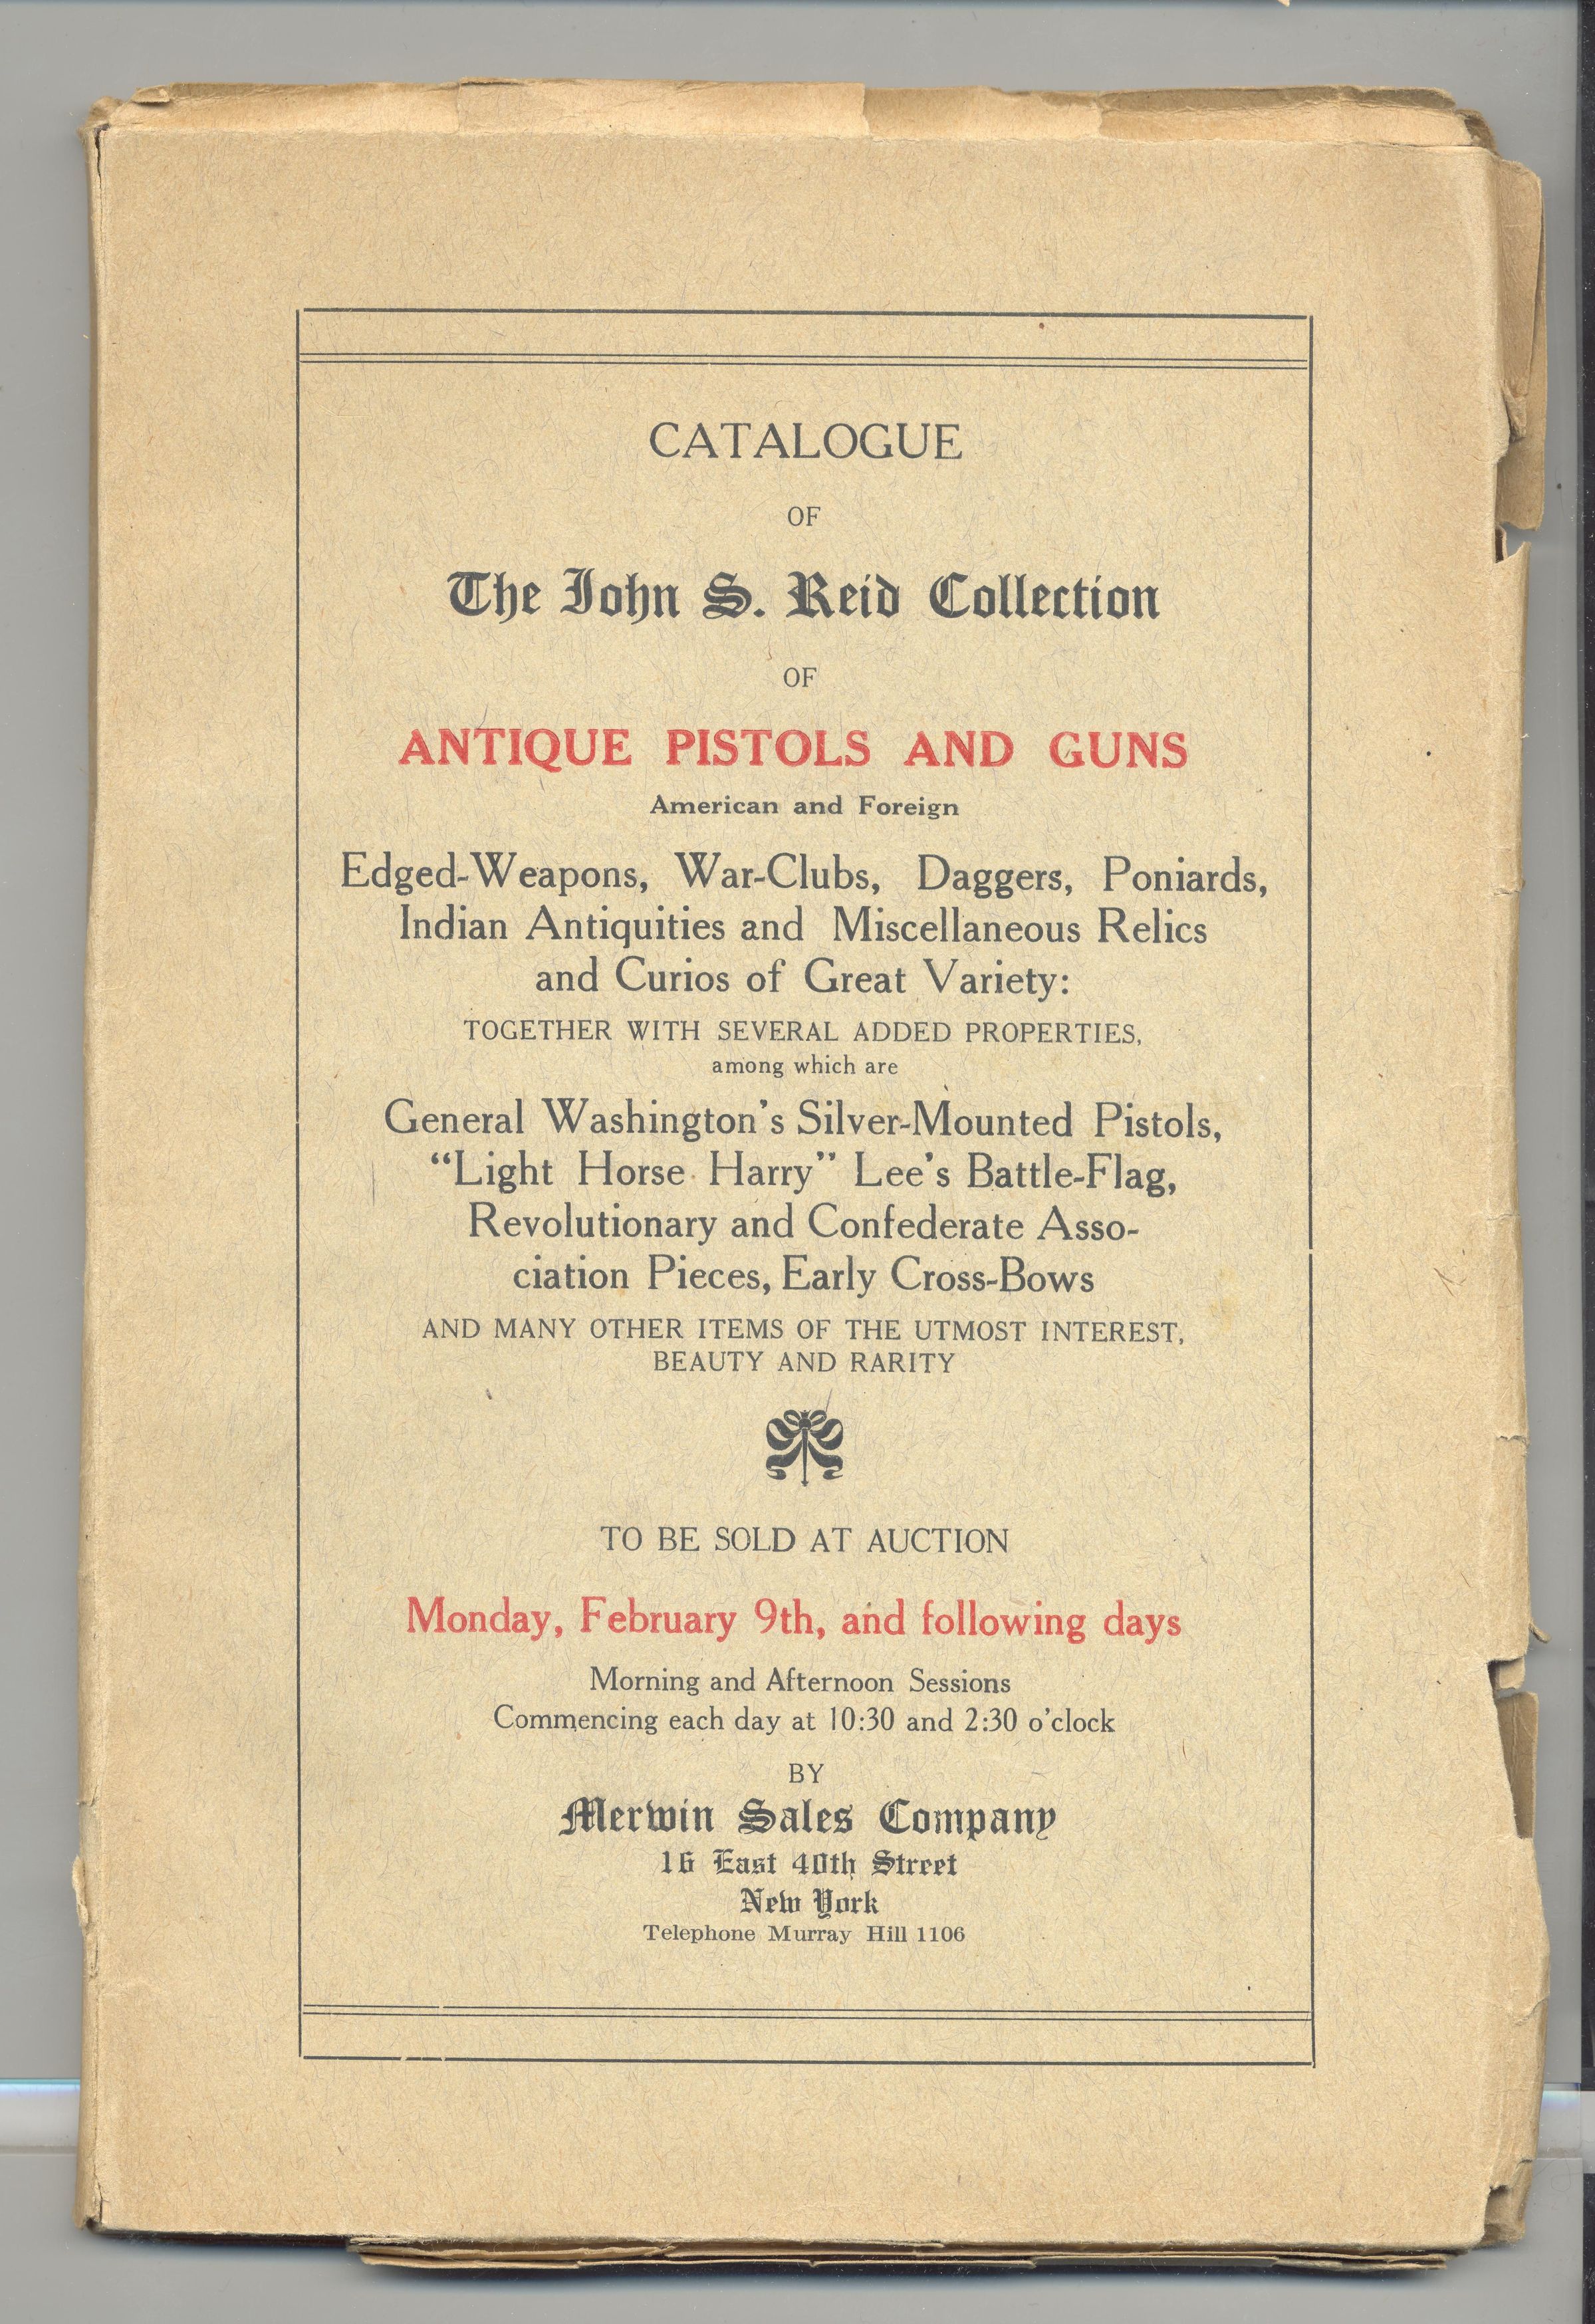 CATALOGUE
OF
The John S. Reid Collection
OF
ANTIQUE PISTOLS AND GUNS
American and Foreign
Edged-Weapons, War-Clubs, Daggers, Poniards,
Indian Antiquities and Miscellaneous Relics
and Curios of Great Variety:
TOGETHER WITH SEVERAL ADDED PROPERTIES,
among which are
General Washington's Silver-Mounted Pistols,
"Light Horse Harry" Lee's Battle-Flag,
Revolutionary and Confederate Asso-
ciation Pieces, Early Cross-Bows
AND MANY OTHER ITEMS OF THE UTMOST INTEREST,
BEAUTY AND RARITY
TO BE SOLD AT AUCTION
Monday, February 9th, and following days
Morning and Afternoon Sessions
Commencing each day at 10:30 and 2:30 o'clock
BY
Merwin Sales Company
16 East 40th Street
New York
Telephone Murray Hill 1106